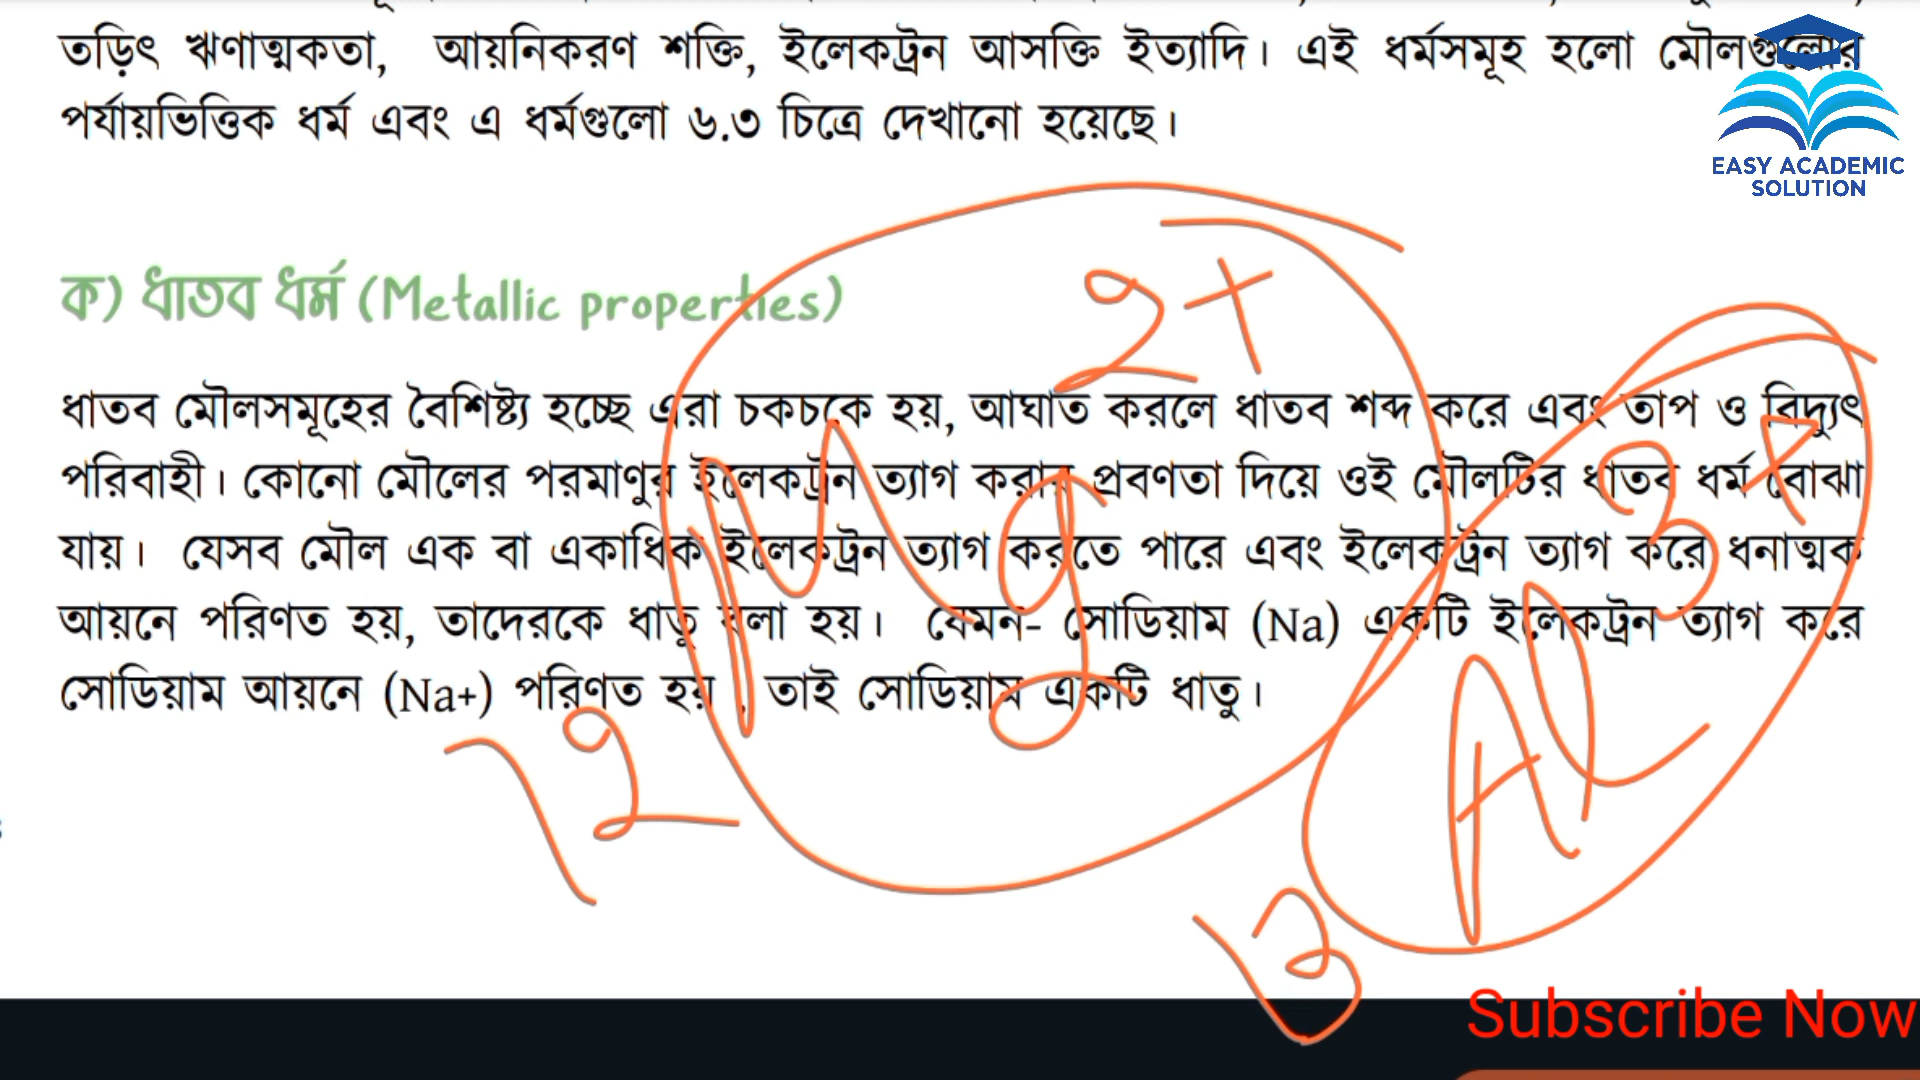 তড়িৎ ঋণাত্মকতা, আয়নিকরণ শক্তি, ইলেকট্রন আসক্তি ইত্যাদি। এই ধর্মসমূহ হলো মৌলগুলোর
পর্যায়ভিত্তিক ধর্ম এবং এ ধর্মগুলো ৬.৩ চিত্রে দেখানো হয়েছে।
EASY ACADEMIC
SOLUTION
ক) ধাতব ধর্ম (Metallic properties)
ধাতব মৌলসমূহের বৈশিষ্ট্য হচ্ছে এরা চকচকে হয়, আঘাত করলে ধাতব শব্দ করে এবং তাপ ও বিদ্যুৎ
পরিবাহী। কোনো মৌলের পরমাণুর ইলেকট্রন ত্যাগ করার প্রবণতা দিয়ে ওই মৌলটির ধাতব ধর্ম বোঝা
যায়। যেসব মৌল এক বা একাধিক ইলেকট্রন ত্যাগ করতে পারে এবং ইলেকট্রন ত্যাগ করে ধনাত্মক
আয়নে পরিণত হয়, তাদেরকে ধাতু বলা হয়। যেমন- সোডিয়াম (Na) একটি ইলেকট্রন ত্যাগ করে
সোডিয়াম আয়নে (Na+) পরিণত হয় , তাই সোডিয়াম একটি ধাতু।
12 Mg 2+
13 Al 3+
Subscribe Now